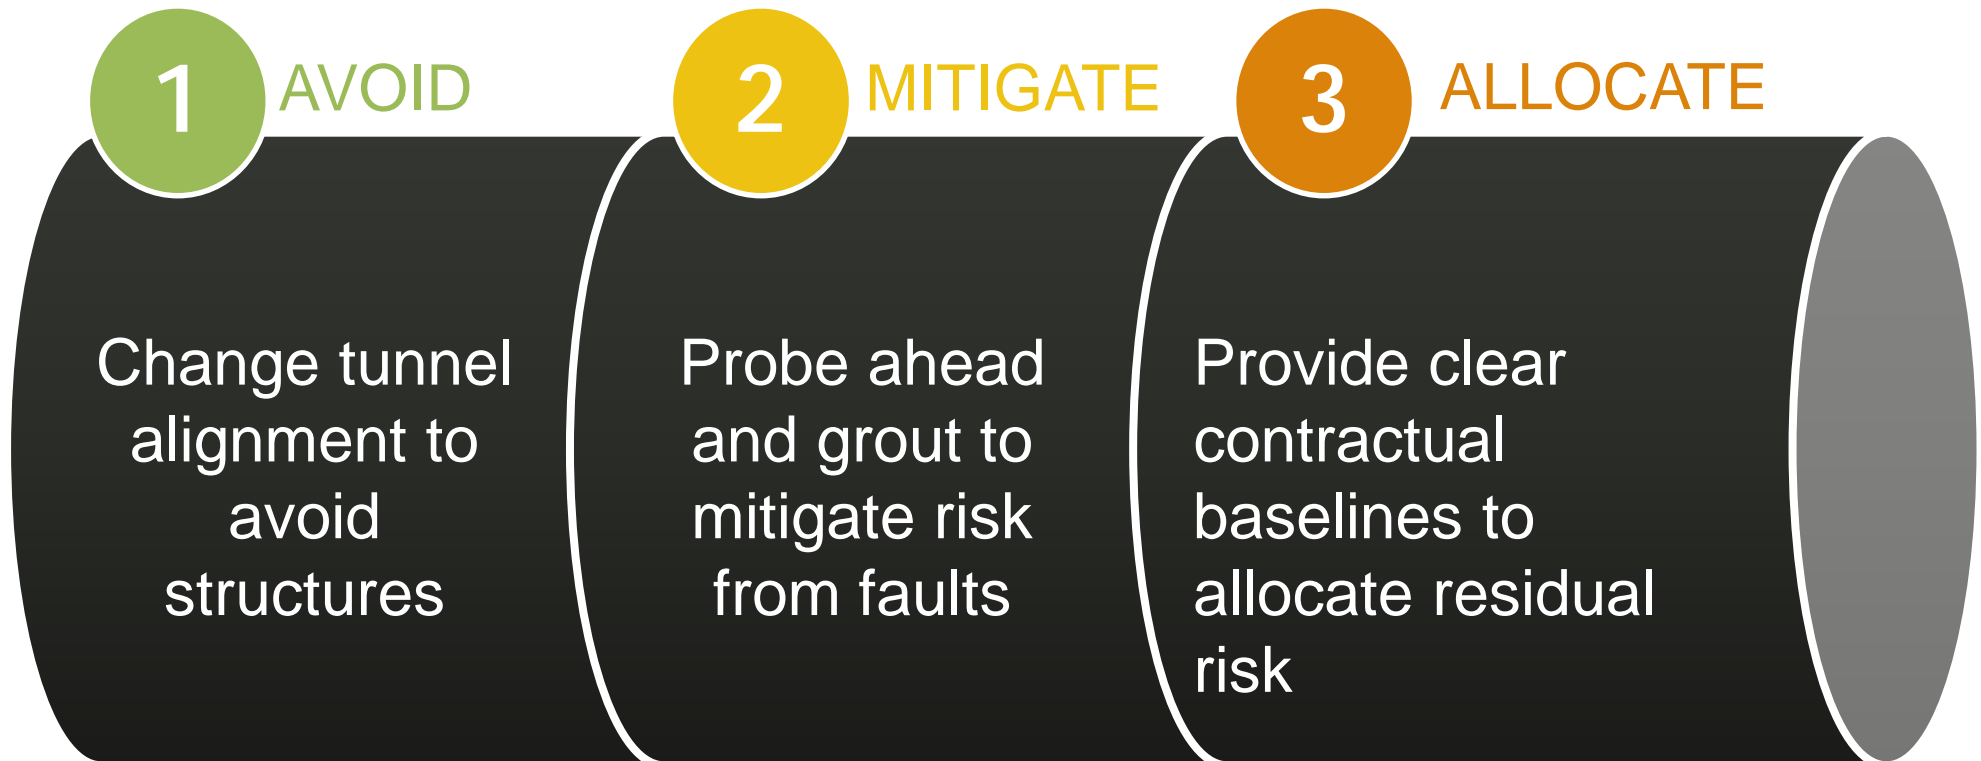 1 AVOID
Change tunnel
alignment to
avoid
structures
2 MITIGATE
Probe ahead
and grout to
mitigate risk
from faults
3 ALLOCATE
Provide clear
contractual
baselines to
allocate residual
risk